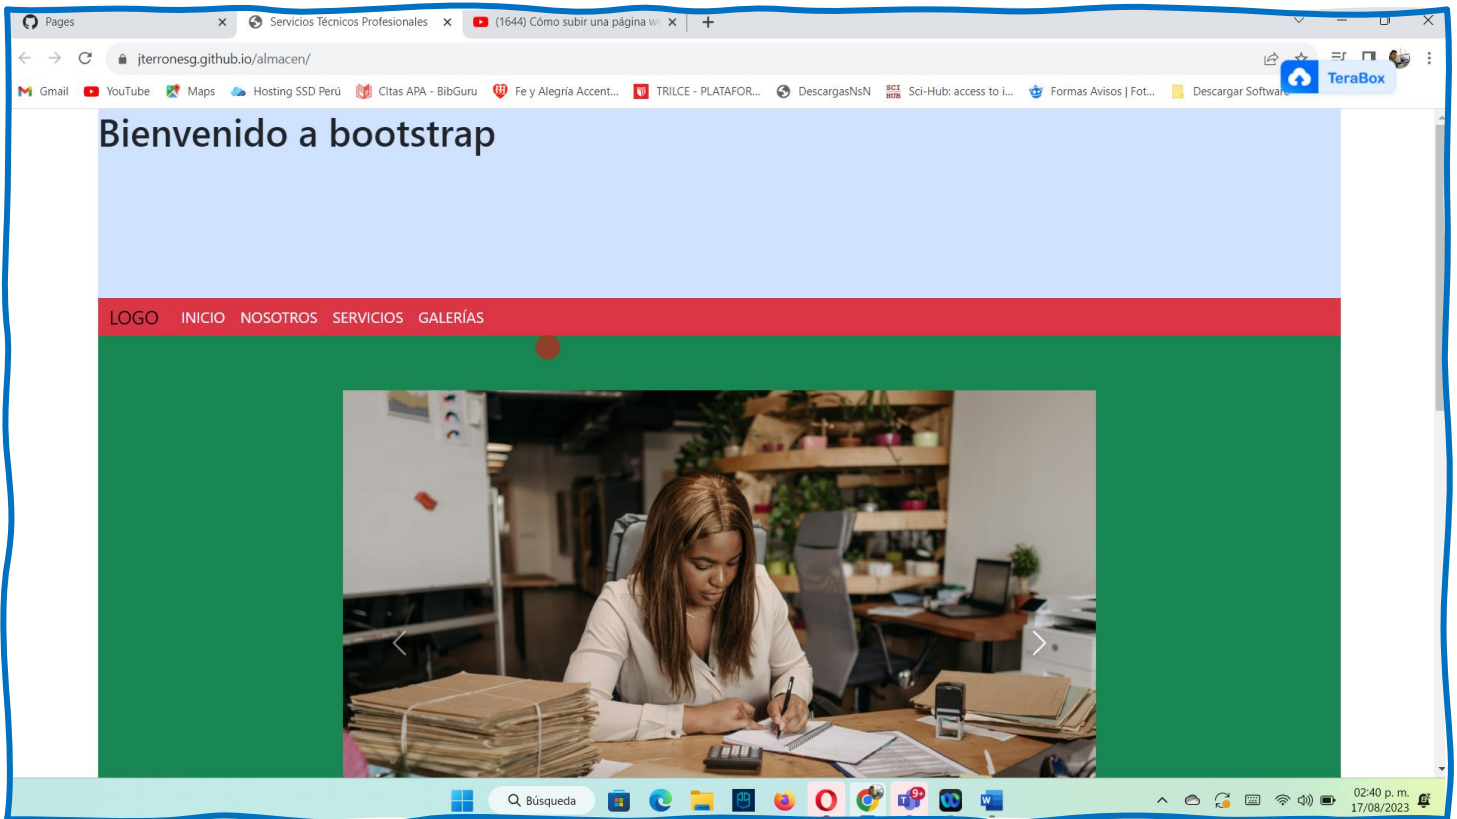 Pages
Servicios Técnicos Profesionales
(1644) Cómo subir una página w
jterronesg.github.io/almacen/
TeraBox
Gmail YouTube Maps Hosting SSD Perú CItas APA - BibGuru Fe y Alegría Accent... TRILCE - PLATAFOR... DescargasNsN Sci-Hub: access to i... Formas Avisos | Fot... Descargar Software
Bienvenido a bootstrap
LOGO INICIO NOSOTROS SERVICIOS GALERÍAS
Búsqueda
9+
02:40 p. m.
17/08/2023